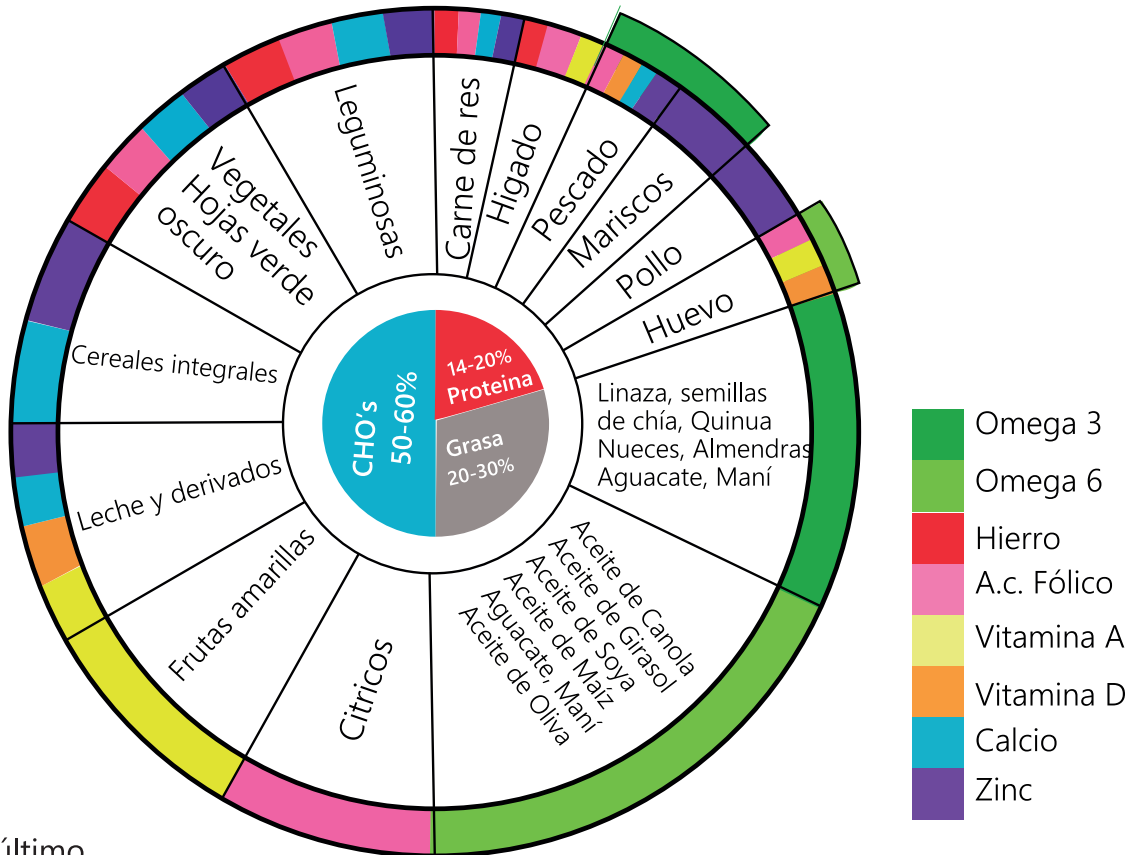 Leguminosas
Carne de res
Higado
Pescado
Mariscos
Pollo
Huevo
Linaza, semillas
de chía, Quinua
Nueces, Almendras
Aguacate, Maní
Aceite de Canola
Aceite de Girasol
Aceite de Soya
Aceite de Maíz
Aguacate, Maní
Aceite de Oliva
Citricos
Frutas amarillas
Leche y derivados
Cereales integrales
Vegetales
Hojas verde
oscuro
CHO's
50-60%
14-20%
Proteina
Grasa
20-30%
Omega 3
Omega 6
Hierro
A.c. Fólico
Vitamina A
Vitamina D
Calcio
Zinc
último